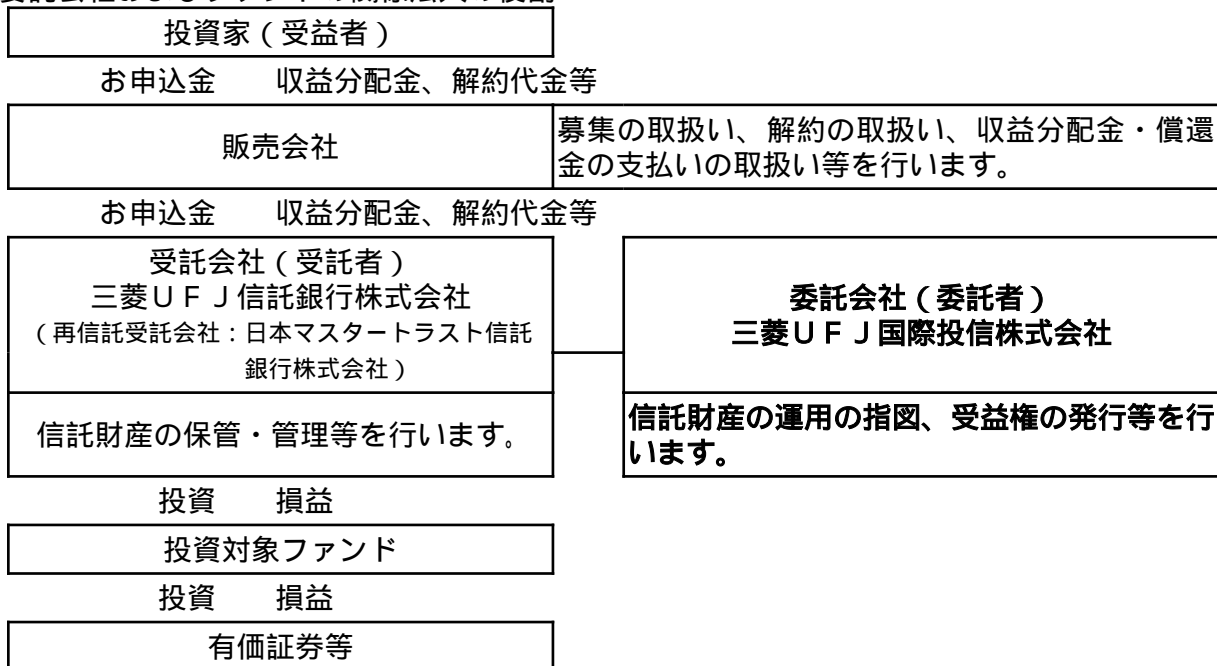 投資家（受益者）
お申込金　　収益分配金、解約代金等
販売会社
募集の取扱い、解約の取扱い、収益分配金・償還
金の支払いの取扱い等を行います。
お申込金　　収益分配金、解約代金等
受託会社（受託者）
三菱ＵＦＪ信託銀行株式会社
（再信託受託会社：日本マスタートラスト信託
銀行株式会社）
委託会社（委託者）
三菱ＵＦＪ国際投信株式会社
信託財産の保管・管理等を行います。
信託財産の運用の指図、受益権の発行等を行
います。
投資　　損益
投資対象ファンド
投資　　損益
有価証券等